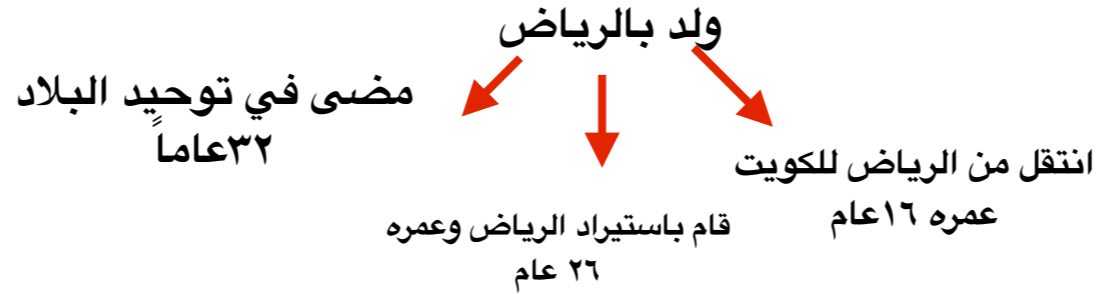 ولد بالرياض
انتقل من الرياض للكويت
عمره ١٦عام
قام باستيراد الرياض وعمره
٢٦ عام
مضى في توحيد البلاد
٣٢عاماً